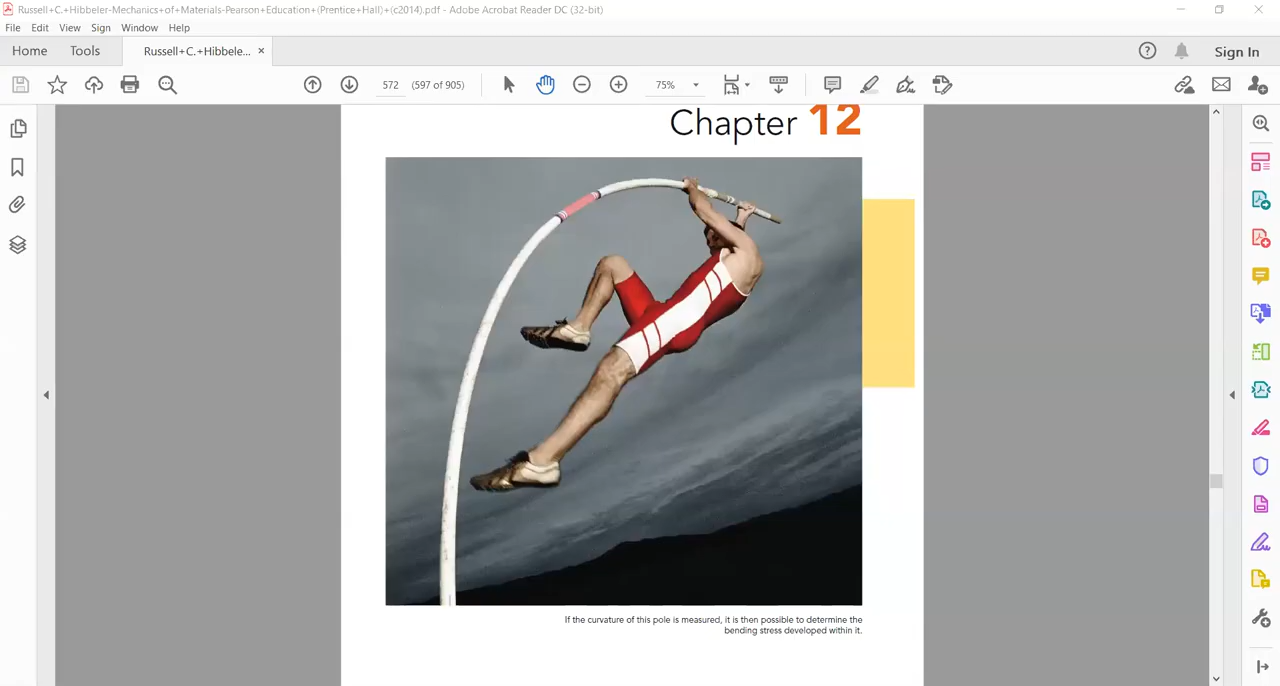 Russell+C.+Hibbeler-Mechanics+of+Materials-Pearson+Education+(Prentice+Hall)+(c2014).pdf - Adobe Acrobat Reader DC (32-bit)
File Edit View Sign Window Help
Home Tools Russell+C.+Hibbele... × Sign In
572 (597 of 905) 75%
Chapter 12
If the curvature of this pole is measured, it is then possible to determine the
bending stress developed within it.